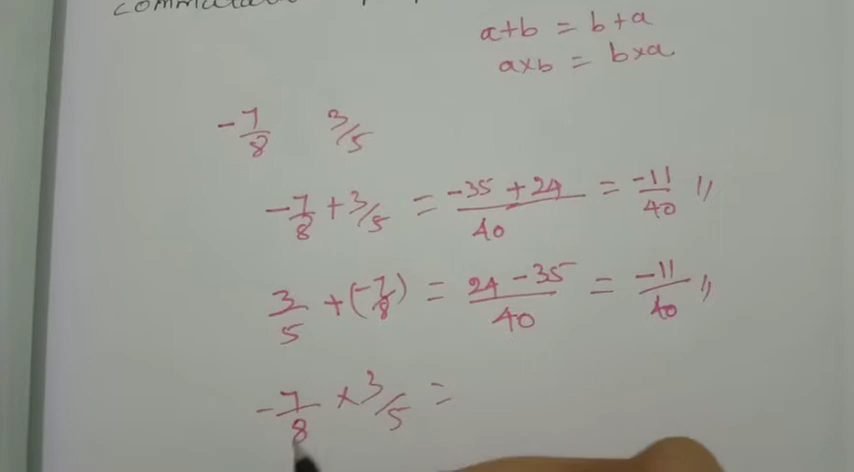 a+b = b+a
a×b = b×a
-7/8 3/5
-7/8 + 3/5 = (-35+24)/40 = -11/40 //
3/5 + (-7/8) = (24-35)/40 = -11/40 //
-7/8 × 3/5 =